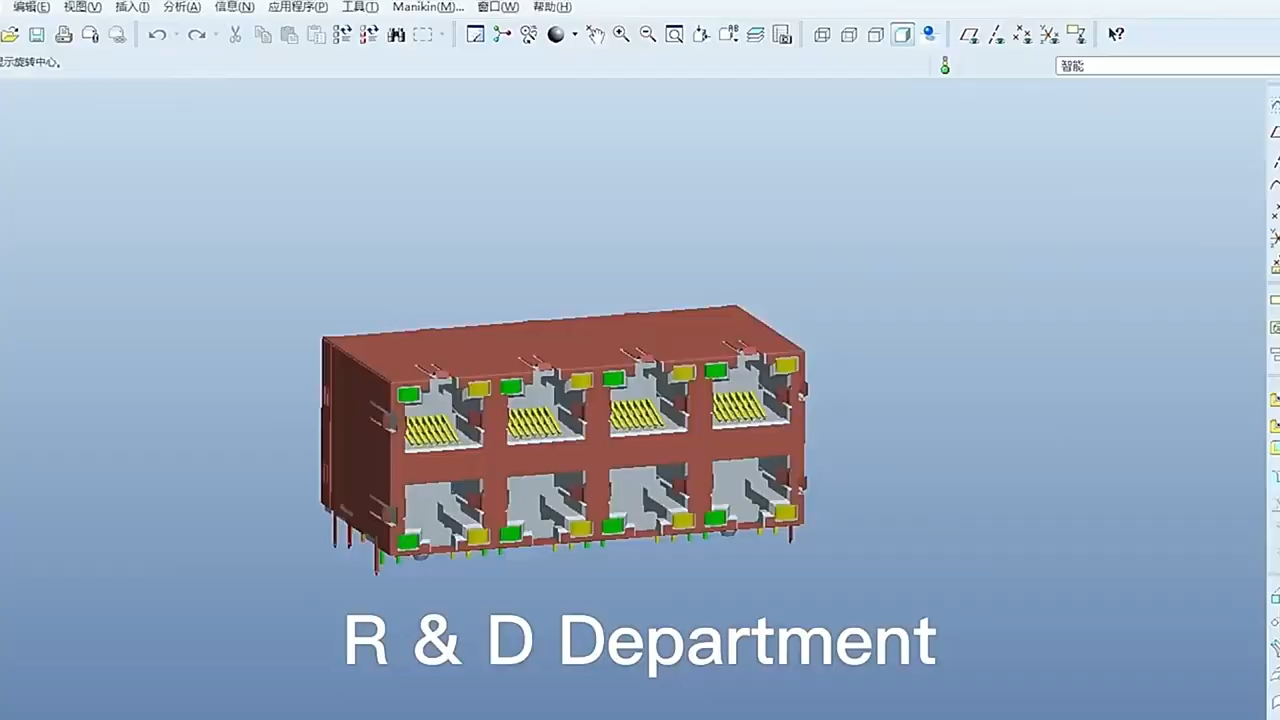 编辑(E) 视图(V) 插入(I) 分析(A) 信息(N) 应用程序(P) 工具(T) Manikin(M)... 窗口(W) 帮助(H)
示旋转中心。
智能
R & D Department